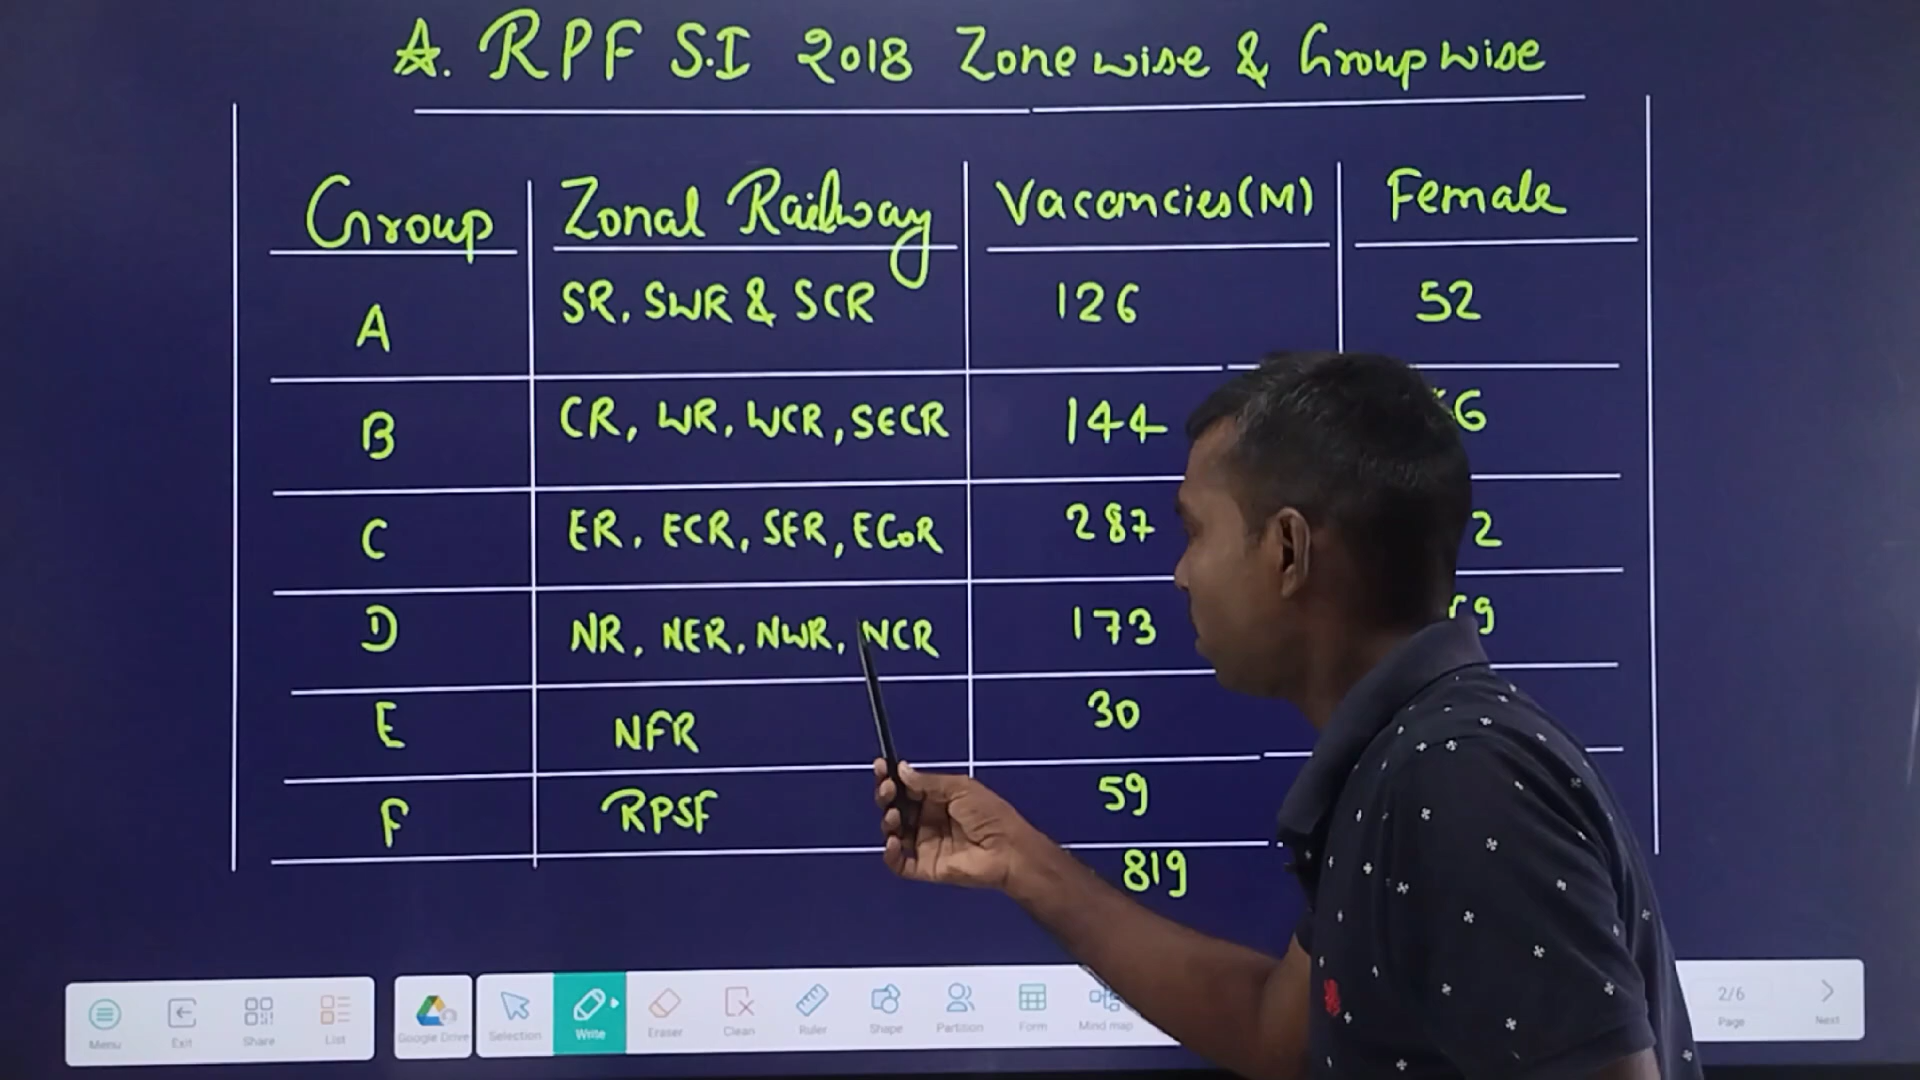 ☆. RPF S.I 2018 Zone wise & Group wise
Group Zonal Railway Vacancies(M) Female
A SR, SWR & SCR 126 52
B CR, WR, WCR, SECR 144
C ER, ECR, SER, ECoR 287
D NR, NER, NWR, NCR 173
E NFR 30
F RPSF 59
819
Menu Exit Share List Google Drive Selection Write Eraser Clean Ruler Shape Partition Form Mind map 2/6 Page Next